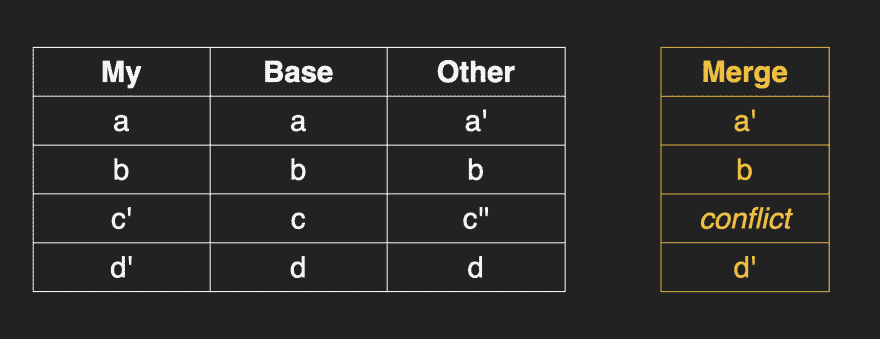 My Base Other Merge
a a a' a'
b b b b
c' c c" conflict
d' d d d'